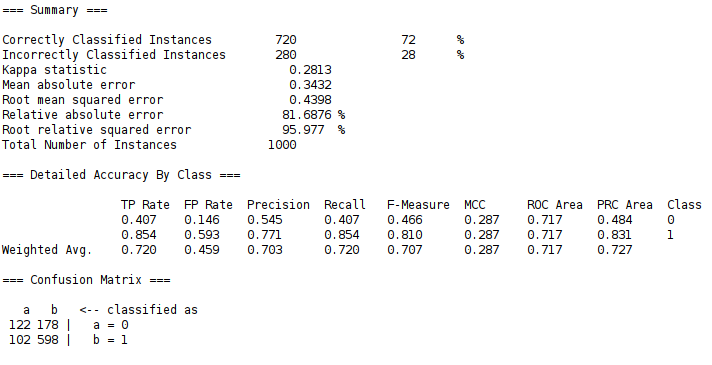 === Summary ===

Correctly Classified Instances         720               72      %
Incorrectly Classified Instances       280               28      %
Kappa statistic                          0.2813
Mean absolute error                      0.3432
Root mean squared error                  0.4398
Relative absolute error                 81.6876 %
Root relative squared error             95.977  %
Total Number of Instances             1000

=== Detailed Accuracy By Class ===

                 TP Rate  FP Rate  Precision  Recall   F-Measure  MCC      ROC Area  PRC Area  Class
                 0.407    0.146    0.545      0.407    0.466      0.287    0.717     0.484     0
                 0.854    0.593    0.771      0.854    0.810      0.287    0.717     0.831     1
Weighted Avg.    0.720    0.459    0.703      0.720    0.707      0.287    0.717     0.727

=== Confusion Matrix ===

   a   b   <-- classified as
 122 178 |   a = 0
 102 598 |   b = 1